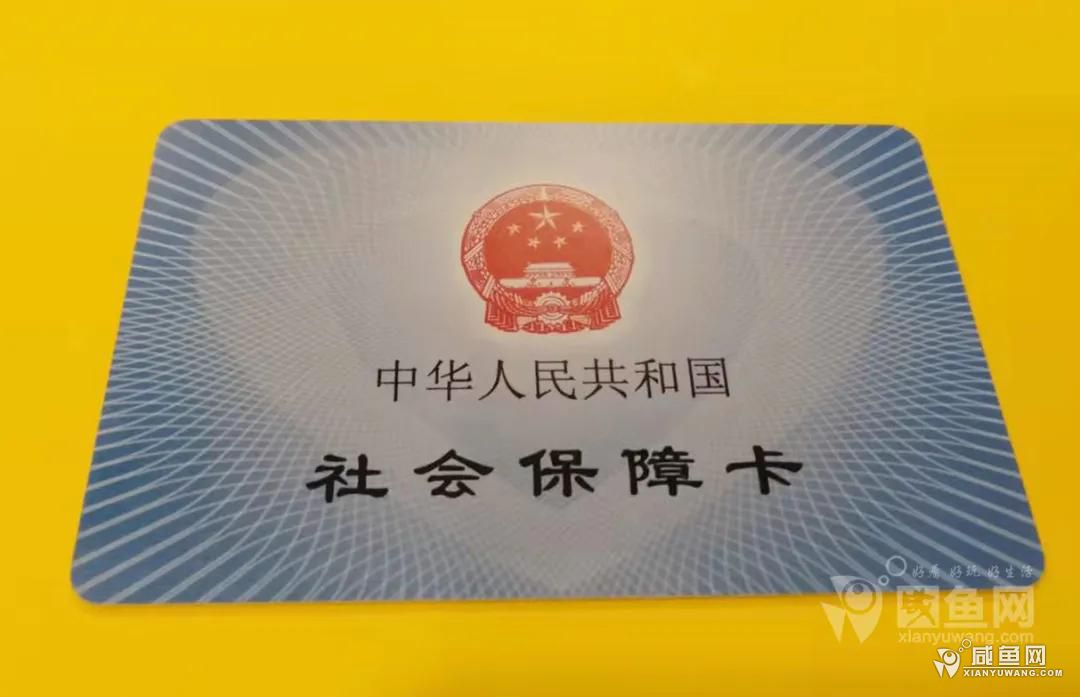 中华人民共和国
社会保障卡
好看 好玩 好生活
咸鱼网
xianyuwang.com
咸鱼网
XIANYUWANG.COM